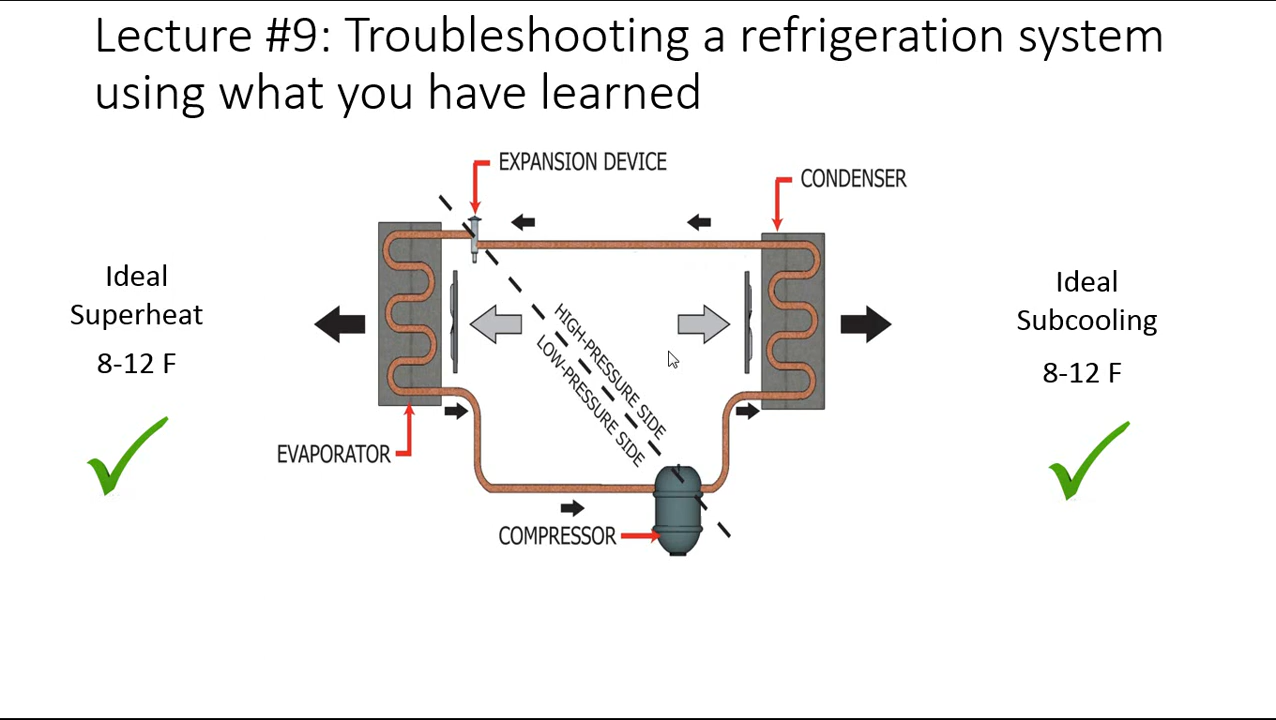 Lecture #9: Troubleshooting a refrigeration system
using what you have learned
EXPANSION DEVICE
CONDENSER
Ideal
Superheat
8-12 F
HIGH-PRESSURE SIDE
LOW-PRESSURE SIDE
Ideal
Subcooling
8-12 F
EVAPORATOR
COMPRESSOR